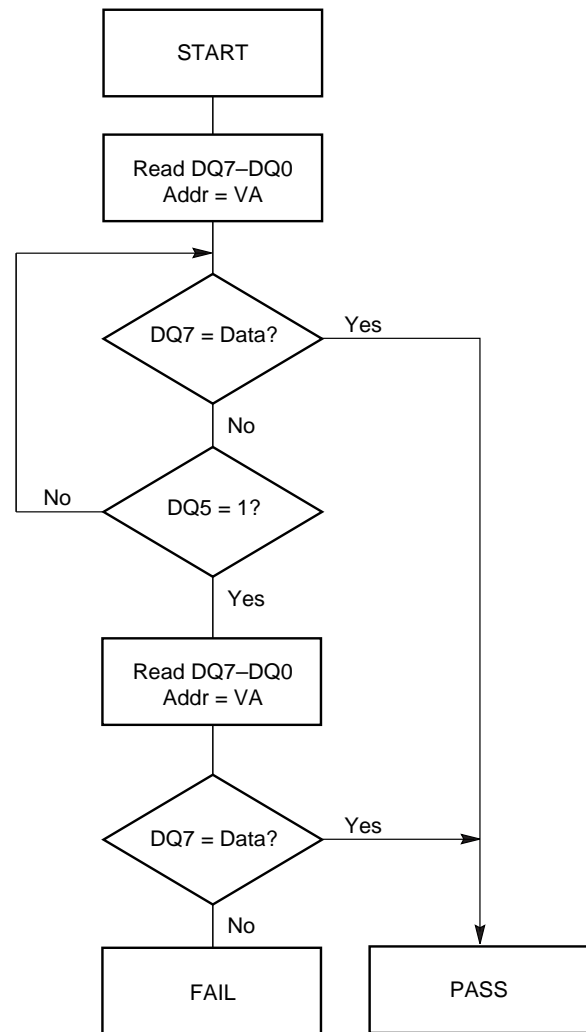 START
Read DQ7–DQ0
Addr = VA
DQ7 = Data?
Yes
No
No
DQ5 = 1?
Yes
Read DQ7–DQ0
Addr = VA
DQ7 = Data?
Yes
No
FAIL
PASS